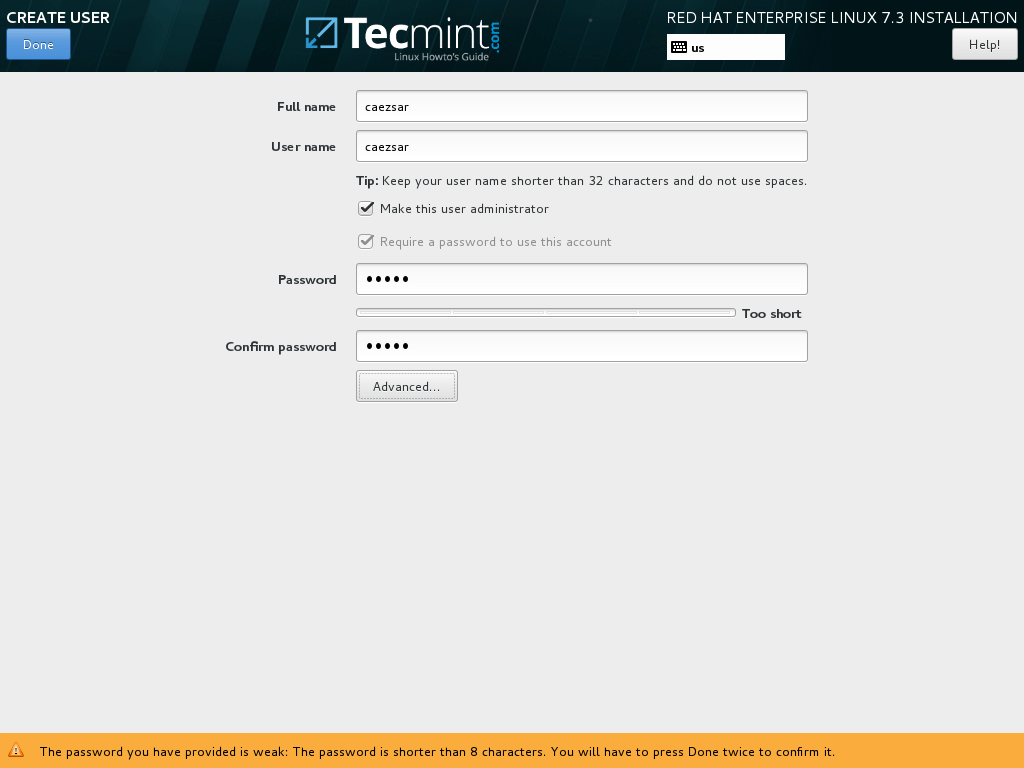 CREATE USER
RED HAT ENTERPRISE LINUX 7.3 INSTALLATION
Done
Tecmint.com
Linux Howto's Guide
us
Help!
Full name
caezsar
User name
caezsar
Tip: Keep your user name shorter than 32 characters and do not use spaces.
Make this user administrator
Require a password to use this account
Password
•••••
Too short
Confirm password
•••••
Advanced...
The password you have provided is weak: The password is shorter than 8 characters. You will have to press Done twice to confirm it.